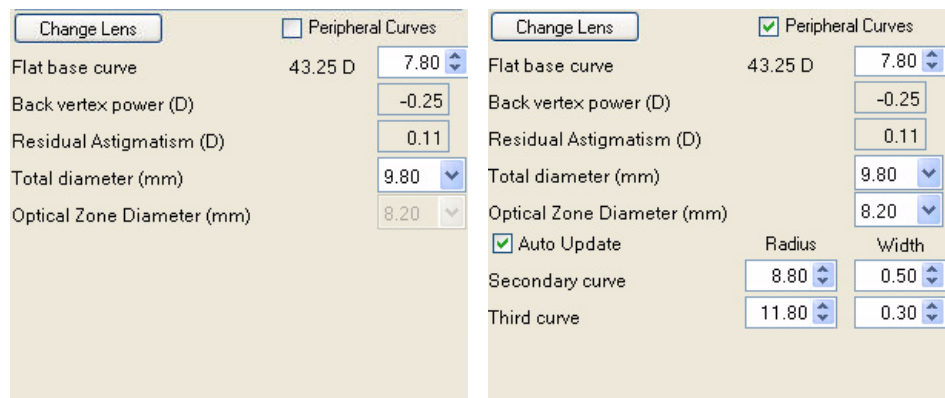 Change Lens Peripheral Curves
Flat base curve 43.25 D 7.80
Back vertex power (D) -0.25
Residual Astigmatism (D) 0.11
Total diameter (mm) 9.80
Optical Zone Diameter (mm) 8.20
Change Lens Peripheral Curves
Flat base curve 43.25 D 7.80
Back vertex power (D) -0.25
Residual Astigmatism (D) 0.11
Total diameter (mm) 9.80
Optical Zone Diameter (mm) 8.20
Auto Update Radius Width
Secondary curve 8.80 0.50
Third curve 11.80 0.30